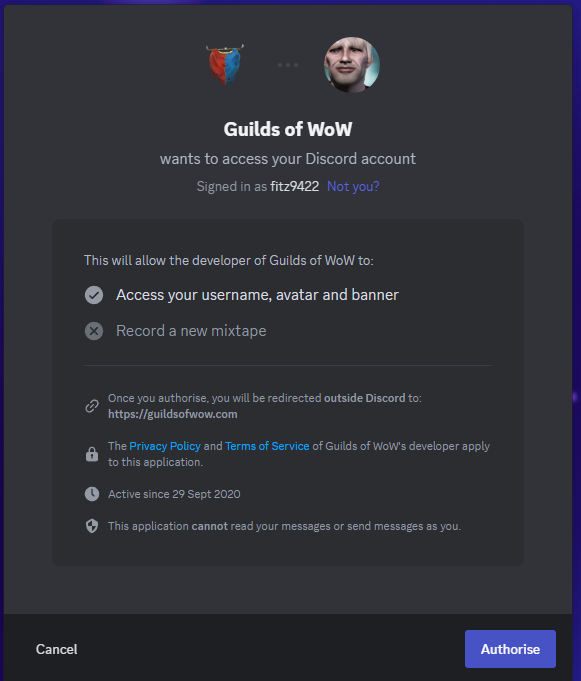 Guilds of WoW
wants to access your Discord account
Signed in as fitz9422 Not you?
This will allow the developer of Guilds of WoW to:
Access your username, avatar and banner
Record a new mixtape
Once you authorise, you will be redirected outside Discord to:
https://guildsofwow.com
The Privacy Policy and Terms of Service of Guilds of WoW's developer apply
to this application.
Active since 29 Sept 2020
This application cannot read your messages or send messages as you.
Cancel
Authorise